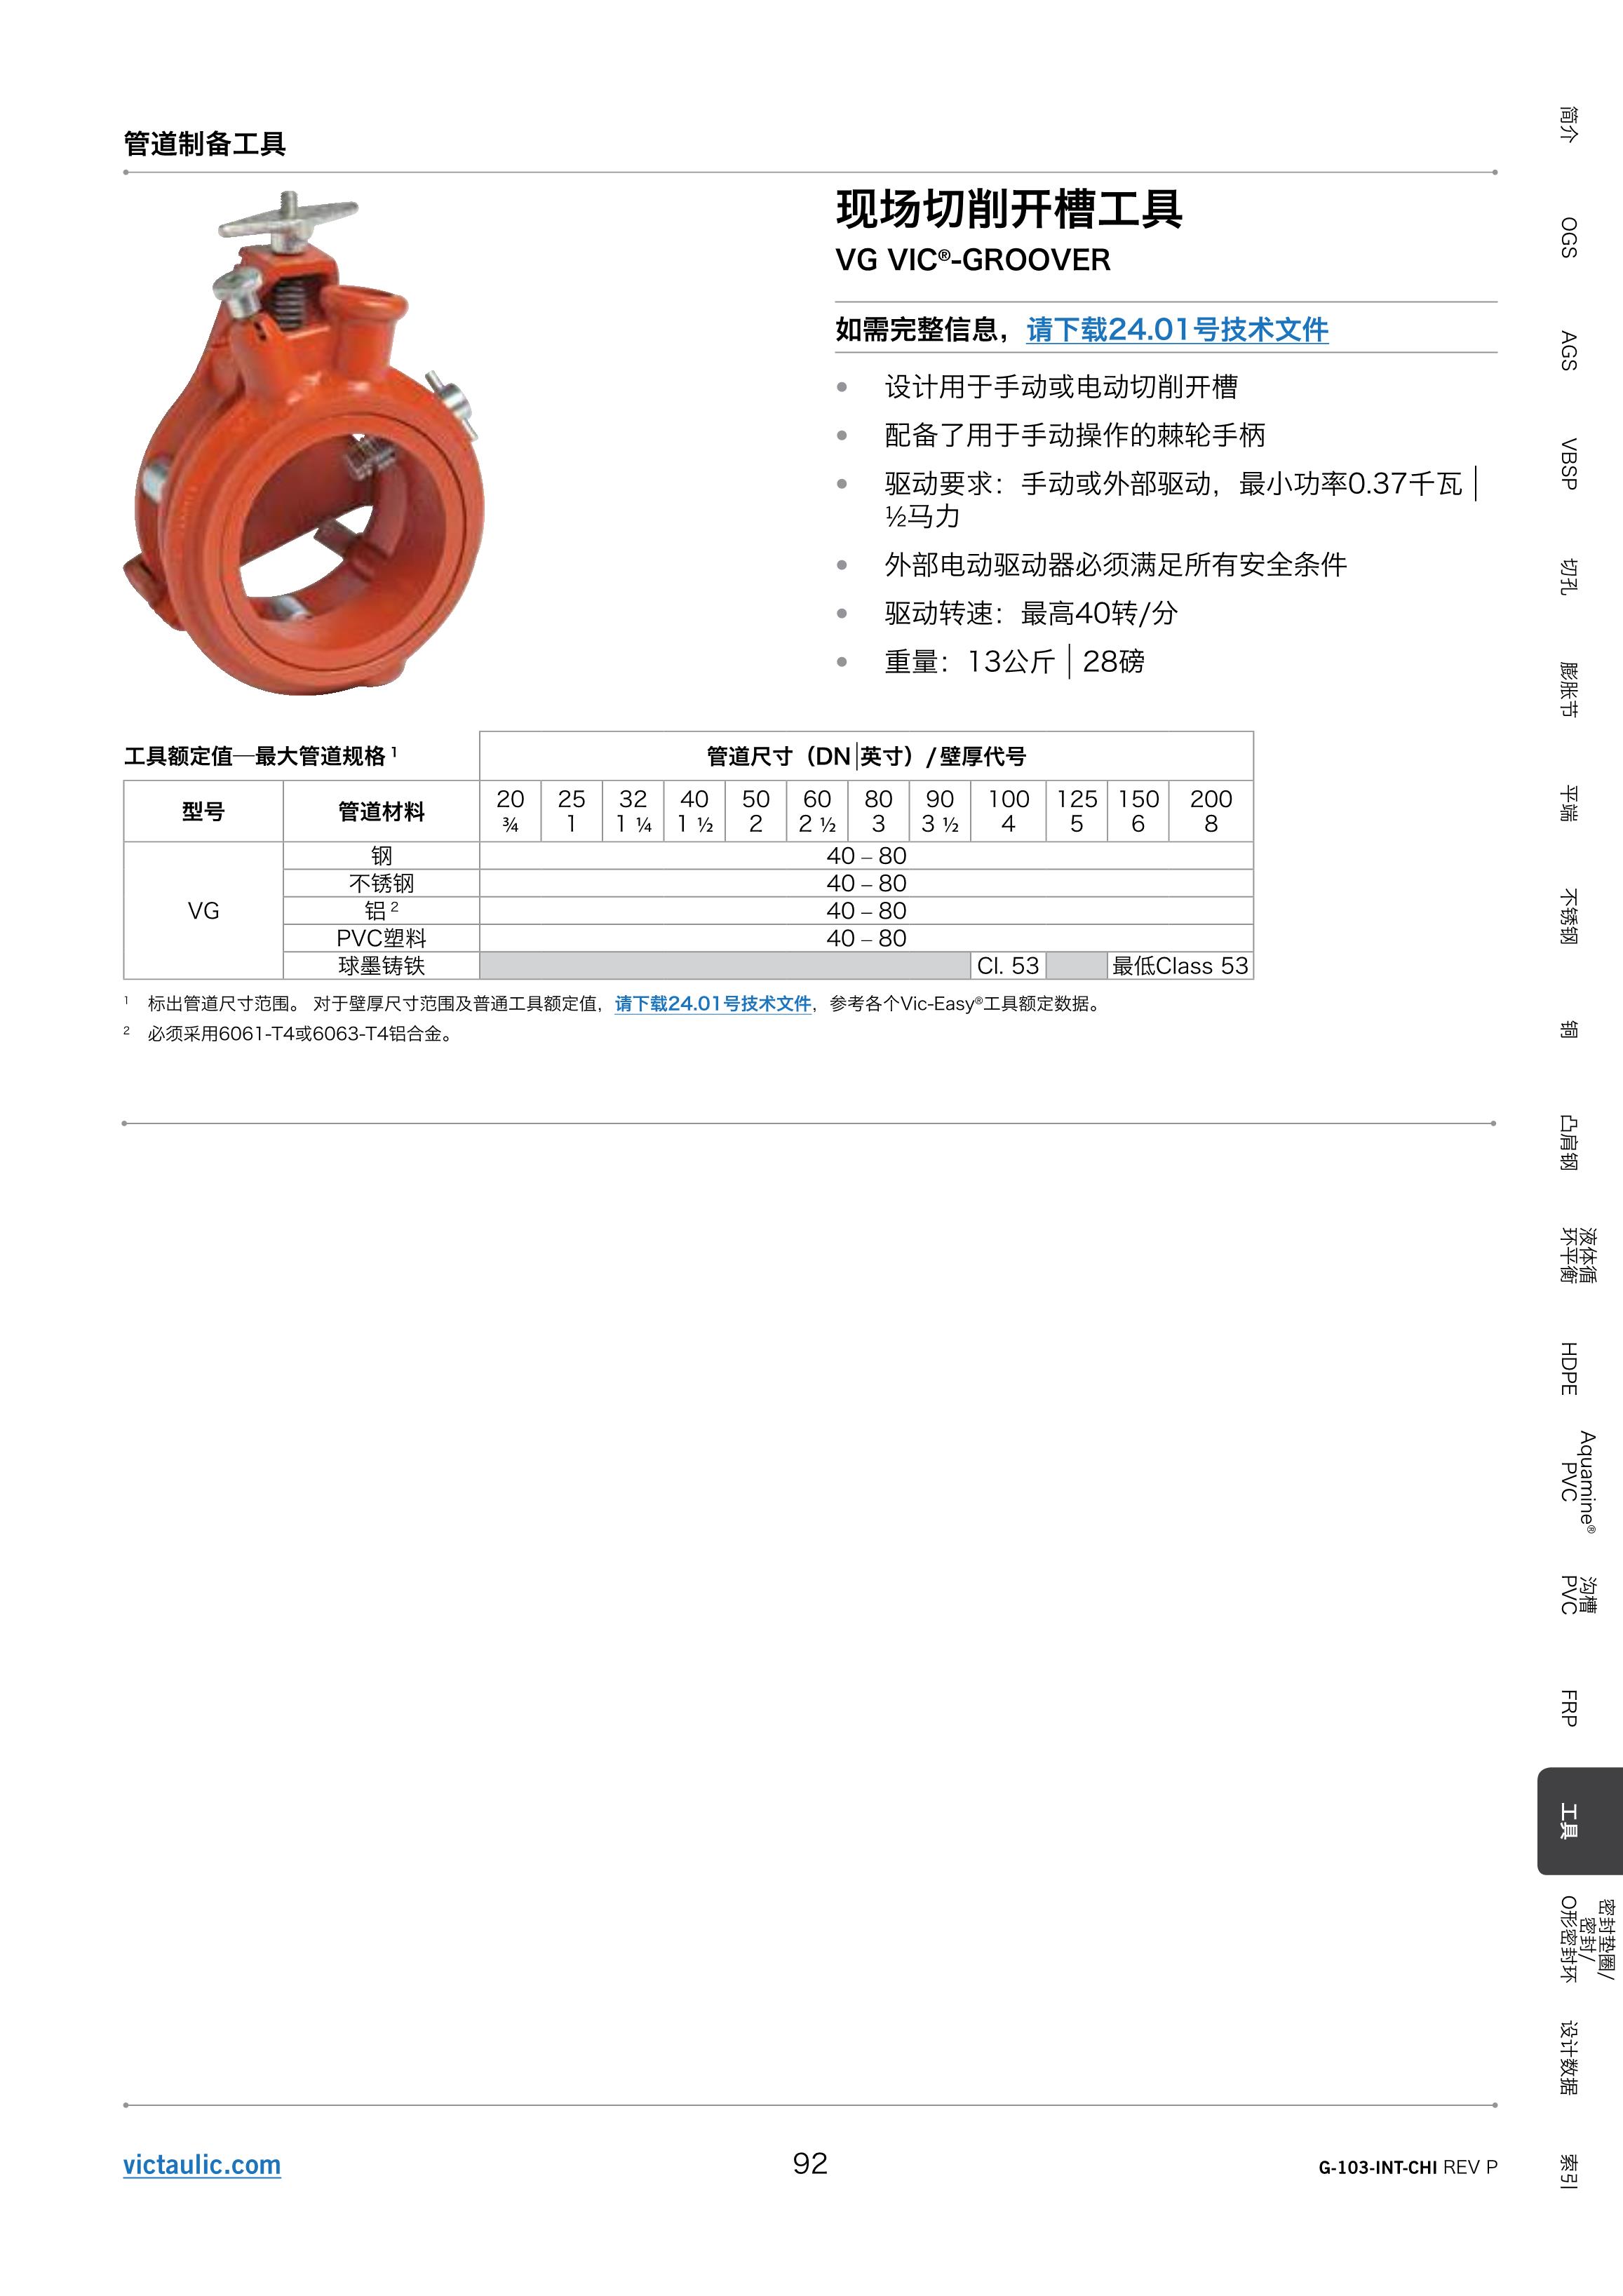 管道制备工具
现场切削开槽工具
VG VIC®-GROOVER
如需完整信息，请下载24.01号技术文件
● 设计用于手动或电动切削开槽
● 配备了用于手动操作的棘轮手柄
● 驱动要求：手动或外部驱动，最小功率0.37千瓦 |
½马力
● 外部电动驱动器必须满足所有安全条件
● 驱动转速：最高40转/分
● 重量：13公斤 | 28磅
工具额定值—最大管道规格 1 管道尺寸（DN|英寸）/ 壁厚代号
型号 管道材料 20 25 32 40 50 60 80 90 100 125 150 200
¾ 1 1 ¼ 1 ½ 2 2 ½ 3 3 ½ 4 5 6 8
VG
钢 40 – 80
不锈钢 40 – 80
铝 2 40 – 80
PVC塑料 40 – 80
球墨铸铁 Cl. 53 最低Class 53
1 标出管道尺寸范围。 对于壁厚尺寸范围及普通工具额定值，请下载24.01号技术文件，参考各个Vic-Easy®工具额定数据。
2 必须采用6061-T4或6063-T4铝合金。
victaulic.com
92
G-103-INT-CHI REV P
简介
OGS
AGS
VBSP
切孔
膨胀节
平端
不锈钢
铜
凸肩钢
液体循
环平衡
HDPE
Aquamine®
PVC
沟槽
PVC
FRP
工具
密封垫圈/
密封/
O形密封环
设计数据
索引